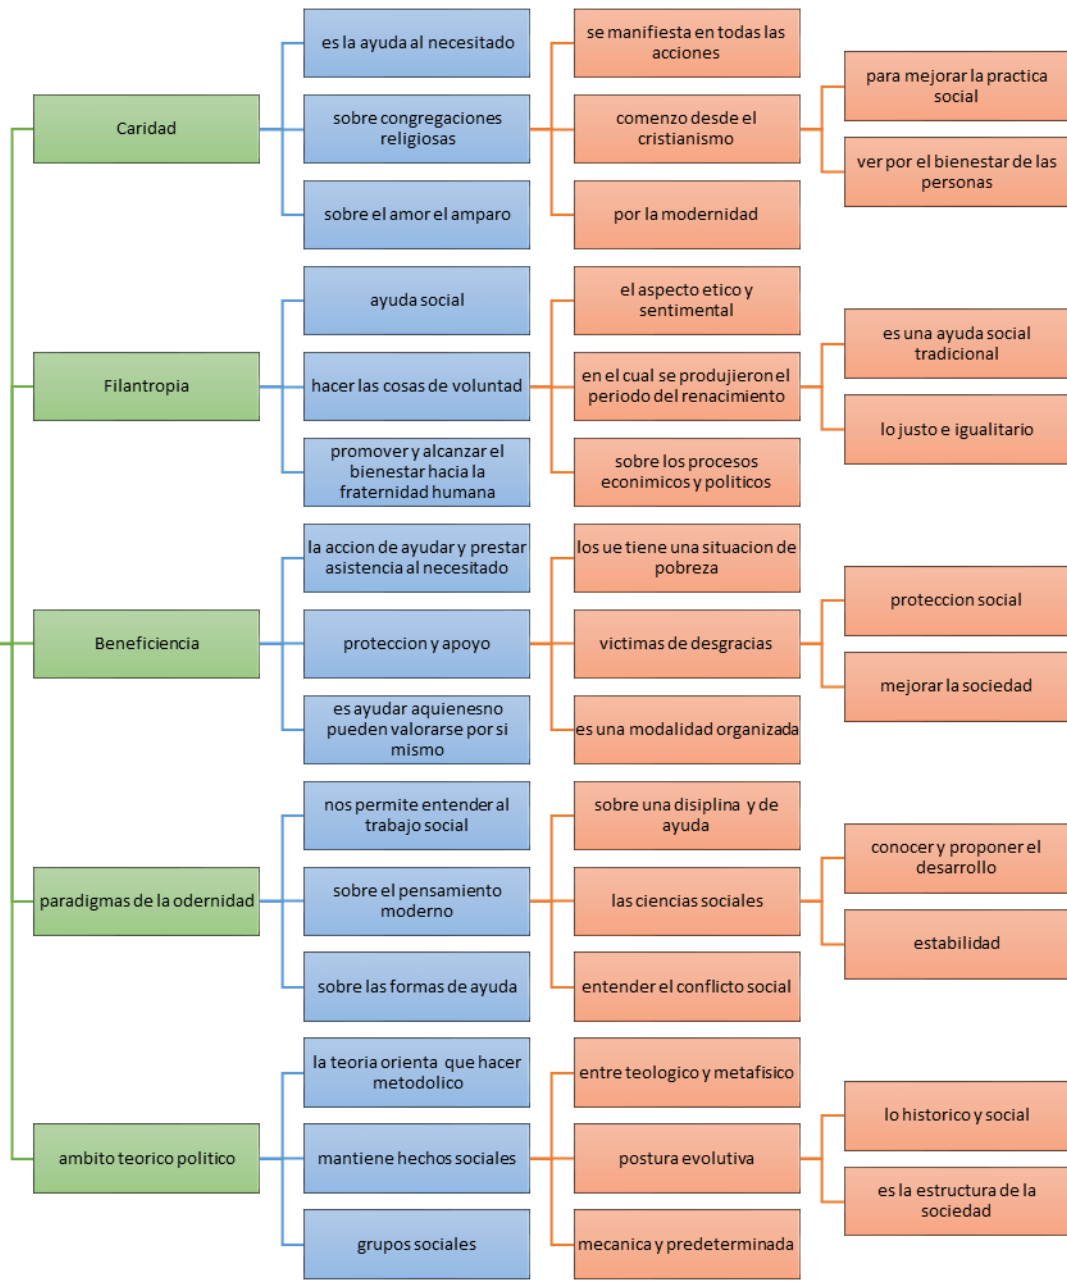 Caridad
es la ayuda al necesitado
sobre congregaciones
religiosas
sobre el amor el amparo
se manifiesta en todas las
acciones
comenzo desde el
cristianismo
por la modernidad
para mejorar la practica
social
ver por el bienestar de las
personas
Filantropia
ayuda social
hacer las cosas de voluntad
promover y alcanzar el
bienestar hacia la
fraternidad humana
el aspecto etico y
sentimental
en el cual se produjieron el
periodo del renacimiento
sobre los procesos
econimicos y politicos
es una ayuda social
tradicional
lo justo e igualitario
Beneficiencia
la accion de ayudar y prestar
asistencia al necesitado
proteccion y apoyo
es ayudar aquienesno
pueden valorarse por si
mismo
los ue tiene una situacion de
pobreza
victimas de desgracias
es una modalidad organizada
proteccion social
mejorar la sociedad
paradigmas de la odernidad
nos permite entender al
trabajo social
sobre el pensamiento
moderno
sobre las formas de ayuda
sobre una disiplina y de
ayuda
las ciencias sociales
entender el conflicto social
conocer y proponer el
desarrollo
estabilidad
ambito teorico politico
la teoria orienta que hacer
metodolico
mantiene hechos sociales
grupos sociales
entre teologico y metafisico
postura evolutiva
mecanica y predeterminada
lo historico y social
es la estructura de la
sociedad